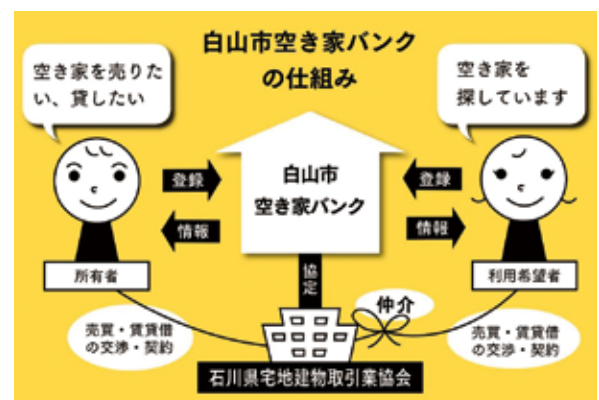 白山市空き家バンク
の仕組み
空き家を売りた
い、貸したい
空き家を
探しています
登録
情報
白山市
空き家バンク
登録
情報
所有者
協定
利用希望者
仲介
売買・賃貸借
の交渉・契約
売買・賃貸借
の交渉・契約
石川県宅地建物取引業協会